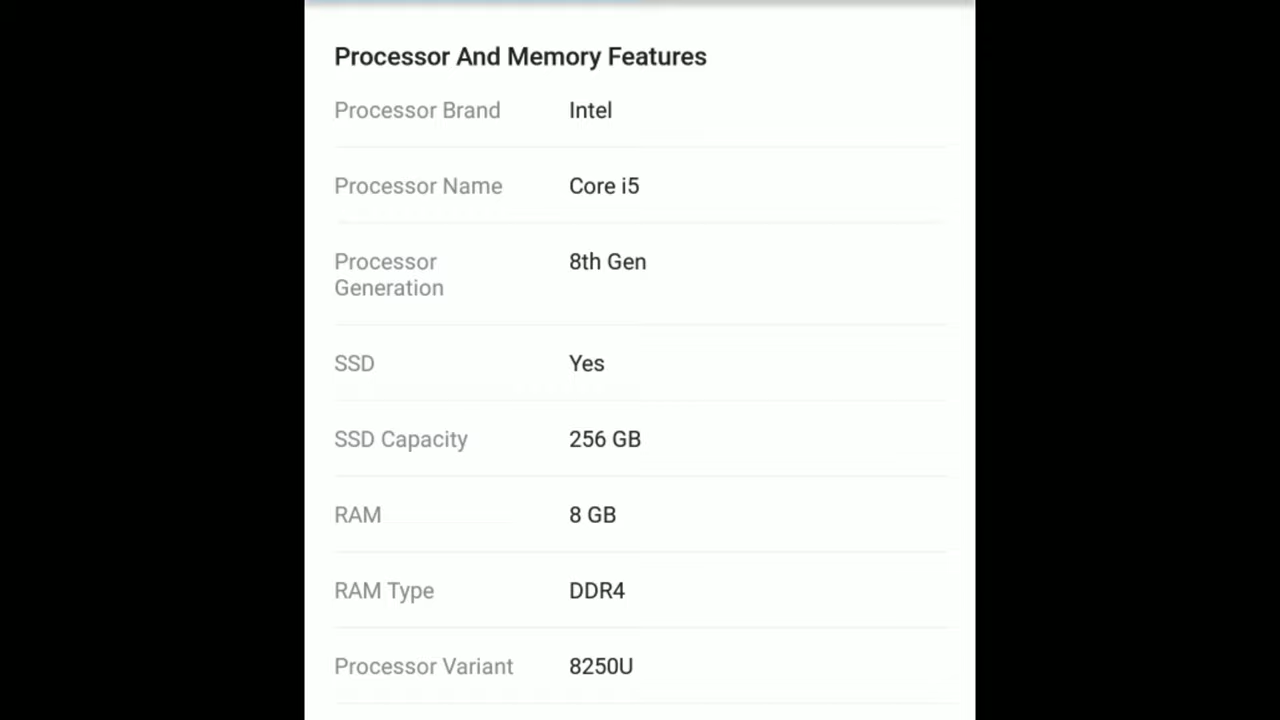 Processor And Memory Features
Processor Brand Intel
Processor Name Core i5
Processor 8th Gen
Generation
SSD Yes
SSD Capacity 256 GB
RAM 8 GB
RAM Type DDR4
Processor Variant 8250U